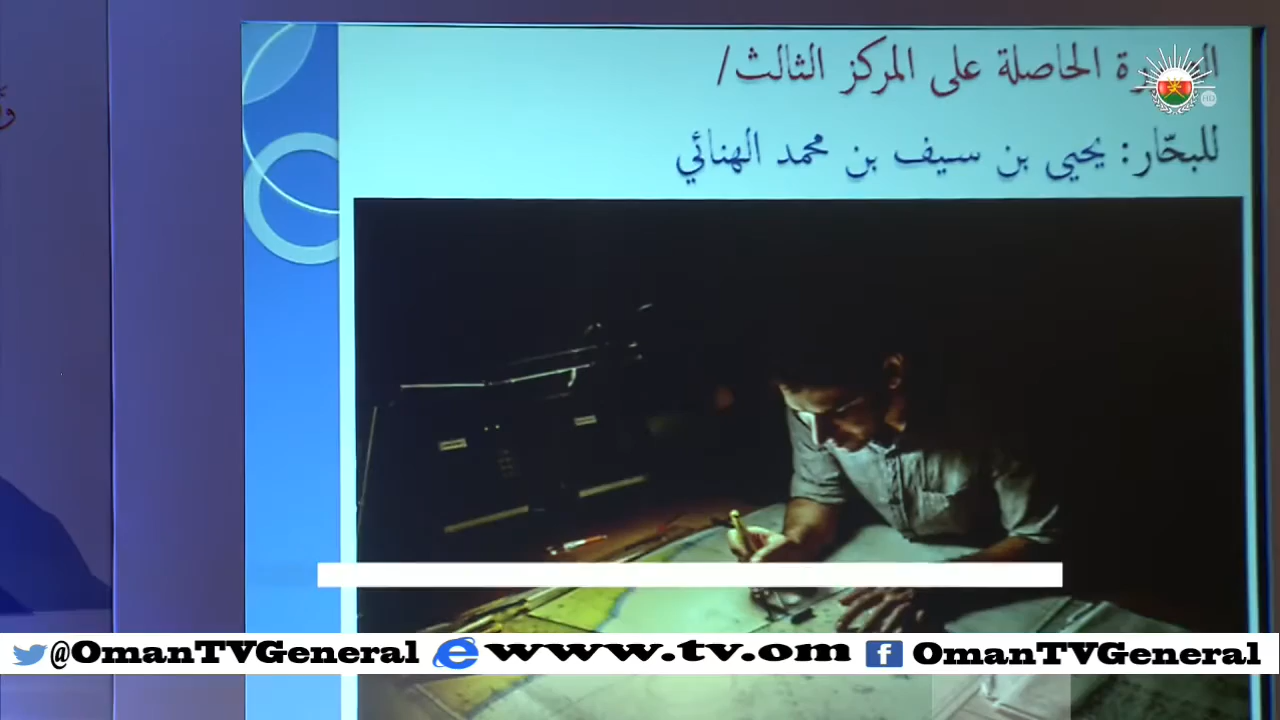 الحاصلة على المركز الثالث/
للبحّار: يحيى بن سيف بن محمد الهنائي
@OmanTVGeneral www.tv.om OmanTVGeneral